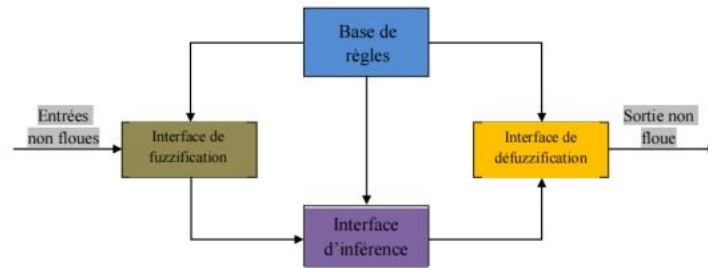 Base de
règles
Entrées
non floues
Interface de
fuzzification
Interface de
défuzzification
Sortie non
floue
Interface
d’inférence